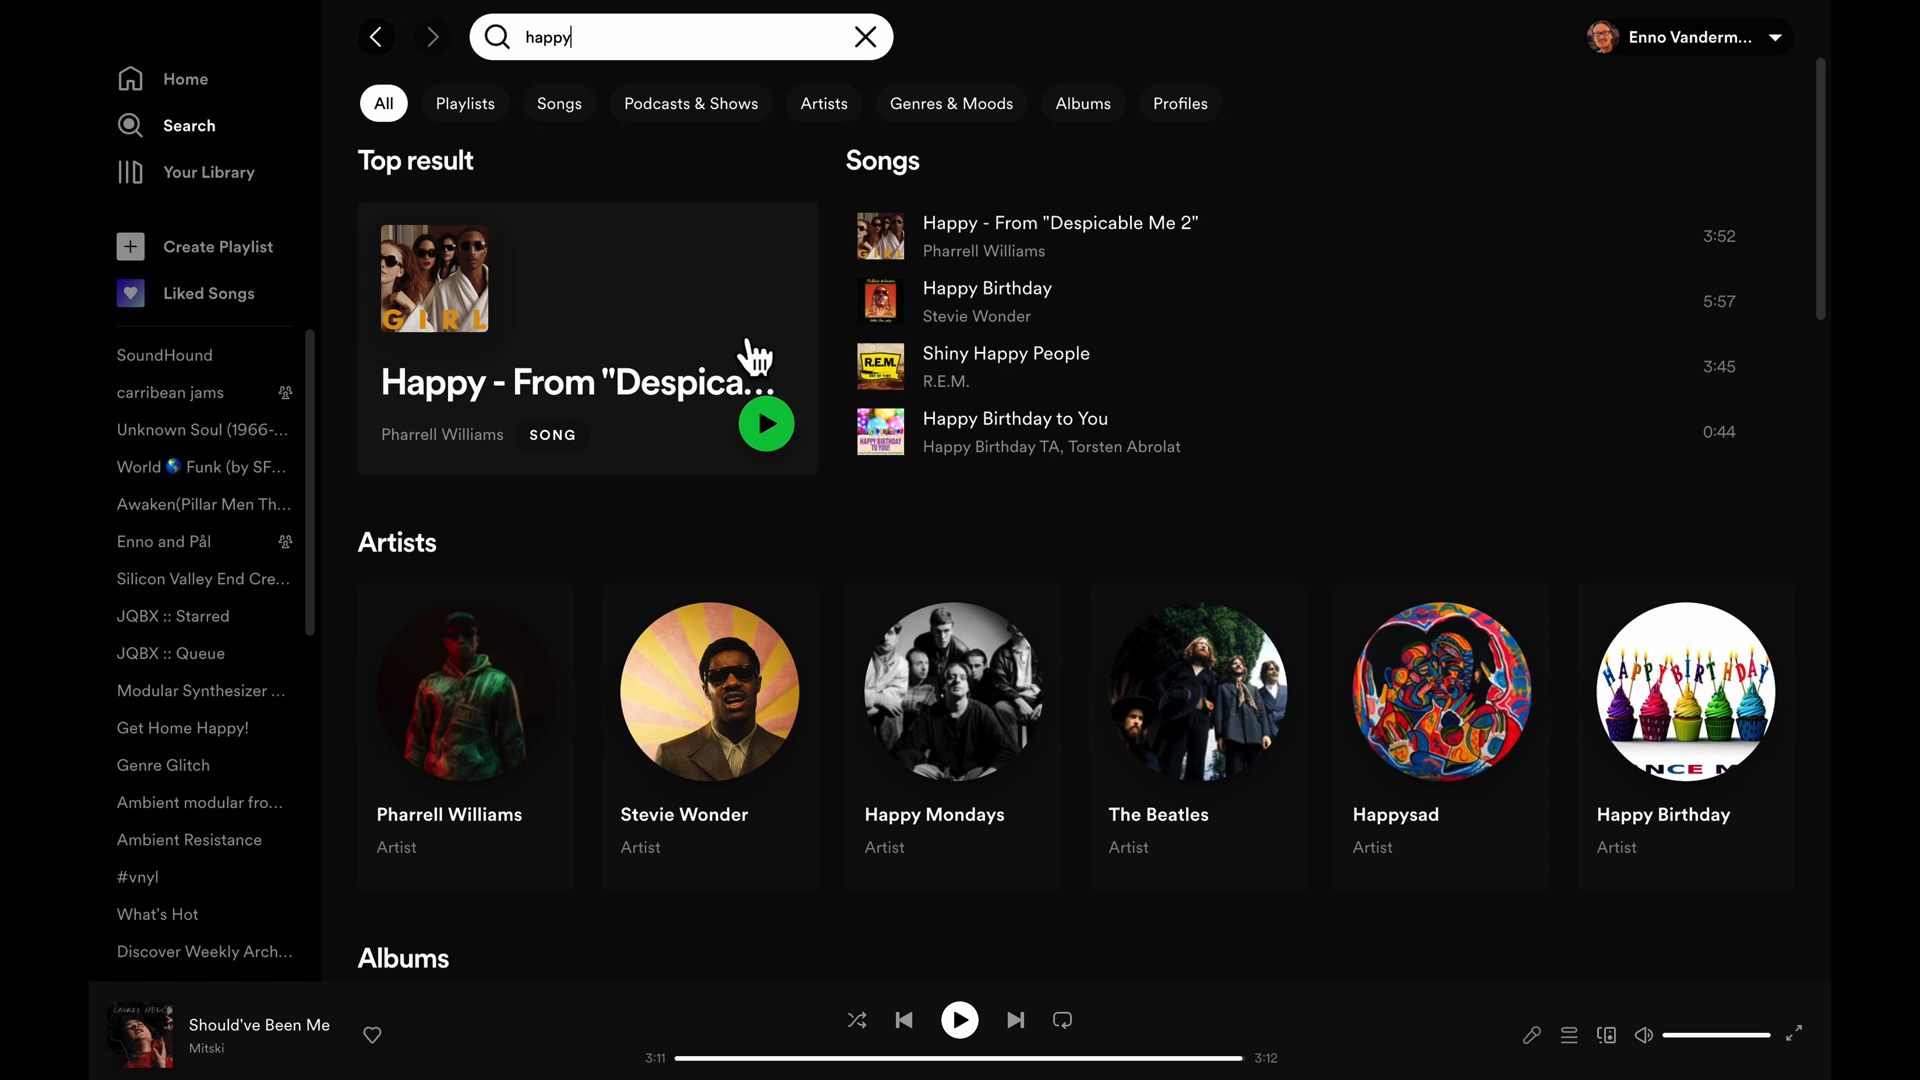 happy
Enno Vanderm...
Home
Search
Your Library
Create Playlist
Liked Songs
SoundHound
carribean jams
Unknown Soul (1966-...
World 🌎 Funk (by SF...
Awaken(Pillar Men Th...
Enno and Pål
Silicon Valley End Cre...
JQBX :: Starred
JQBX :: Queue
Modular Synthesizer ...
Get Home Happy!
Genre Glitch
Ambient modular fro...
Ambient Resistance
#vnyl
What's Hot
Discover Weekly Arch...
All
Playlists
Songs
Podcasts & Shows
Artists
Genres & Moods
Albums
Profiles
Top result
GIRL
Happy - From "Despica...
Pharrell Williams
SONG
Songs
Happy - From "Despicable Me 2"
Pharrell Williams
3:52
Happy Birthday
Stevie Wonder
5:57
R.E.M.
Shiny Happy People
R.E.M.
3:45
HAPPY BIRTHDAY
TO YOU!
Happy Birthday to You
Happy Birthday TA, Torsten Abrolat
0:44
Artists
Pharrell Williams
Artist
Stevie Wonder
Artist
Happy Mondays
Artist
The Beatles
Artist
Happysad
Artist
HAPPY BIRTHDAY
NCE M
Happy Birthday
Artist
Albums
Should've Been Me
Mitski
3:11
3:12